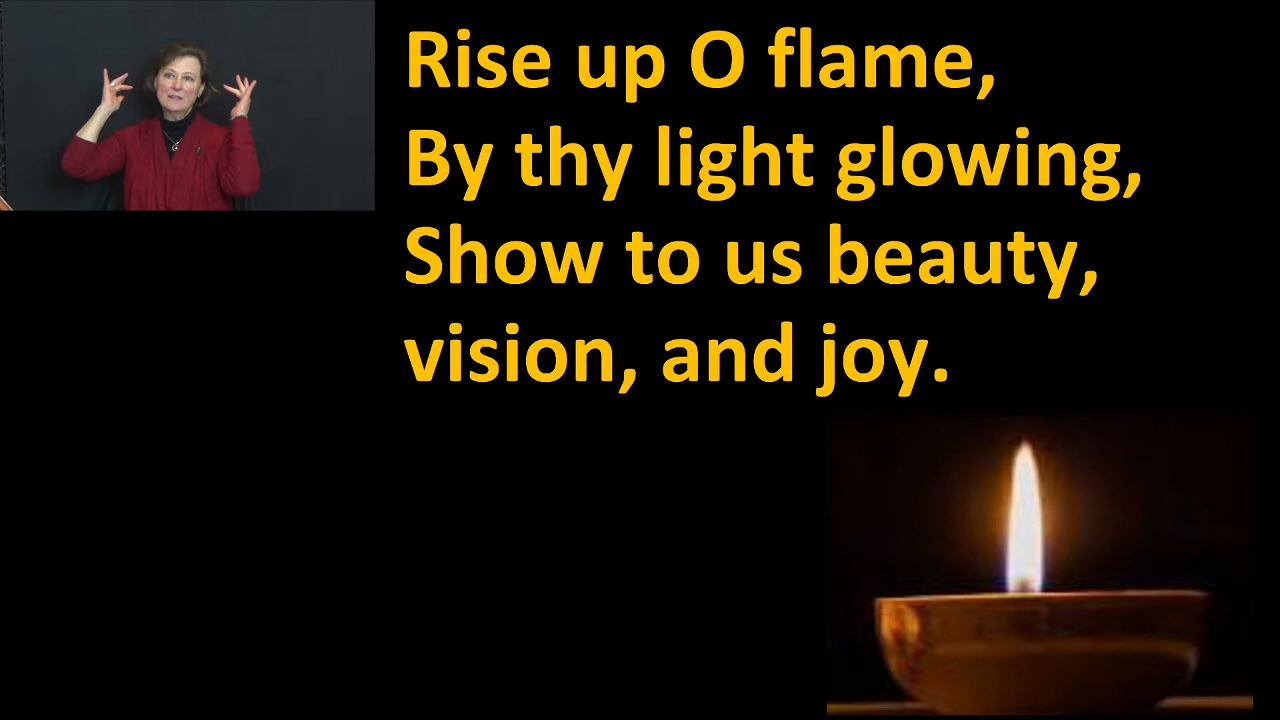 Rise up O flame,
By thy light glowing,
Show to us beauty,
vision, and joy.